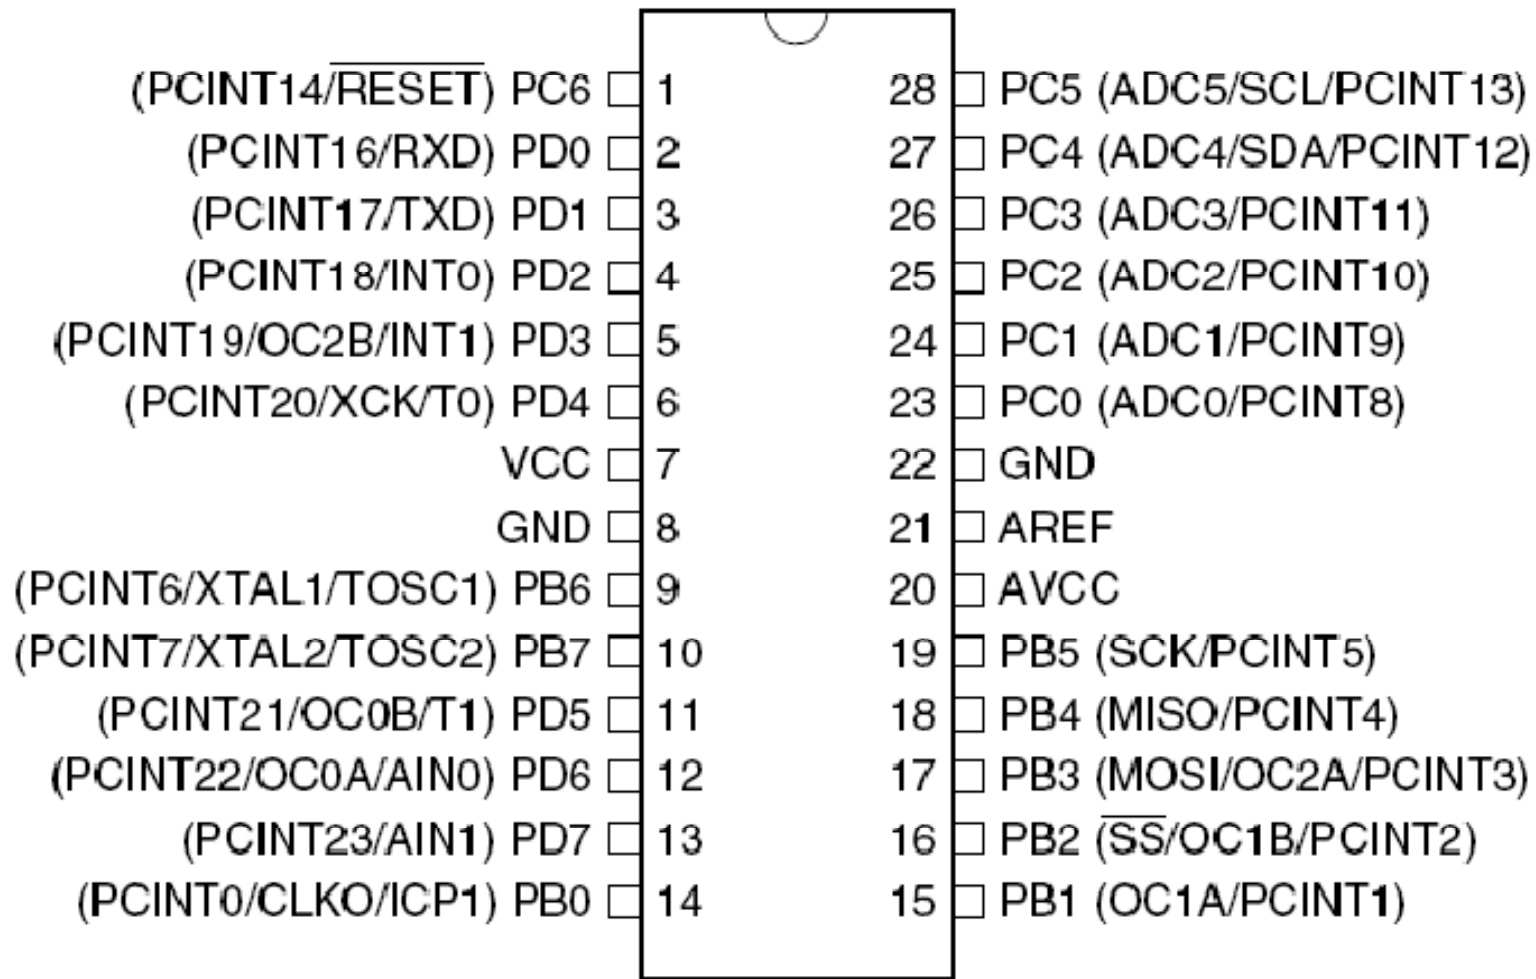 (PCINT14/RESET) PC6 1 28 PC5 (ADC5/SCL/PCINT13)
(PCINT16/RXD) PD0 2 27 PC4 (ADC4/SDA/PCINT12)
(PCINT17/TXD) PD1 3 26 PC3 (ADC3/PCINT11)
(PCINT18/INT0) PD2 4 25 PC2 (ADC2/PCINT10)
(PCINT19/OC2B/INT1) PD3 5 24 PC1 (ADC1/PCINT9)
(PCINT20/XCK/T0) PD4 6 23 PC0 (ADC0/PCINT8)
VCC 7 22 GND
GND 8 21 AREF
(PCINT6/XTAL1/TOSC1) PB6 9 20 AVCC
(PCINT7/XTAL2/TOSC2) PB7 10 19 PB5 (SCK/PCINT5)
(PCINT21/OC0B/T1) PD5 11 18 PB4 (MISO/PCINT4)
(PCINT22/OC0A/AIN0) PD6 12 17 PB3 (MOSI/OC2A/PCINT3)
(PCINT23/AIN1) PD7 13 16 PB2 (SS/OC1B/PCINT2)
(PCINT0/CLKO/ICP1) PB0 14 15 PB1 (OC1A/PCINT1)